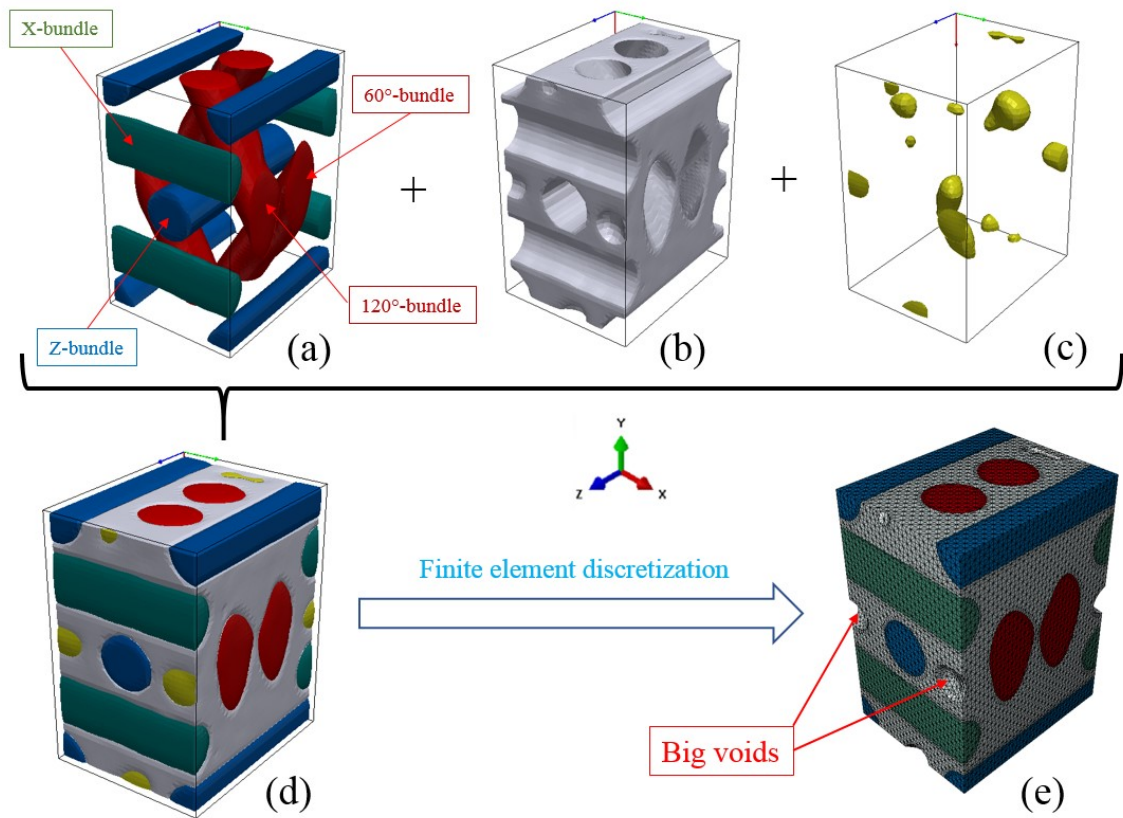 X-bundle
60°-bundle
+
+
120°-bundle
Z-bundle
(a)
(b)
(c)
Y
Z
X
Finite element discretization
Big voids
(d)
(e)